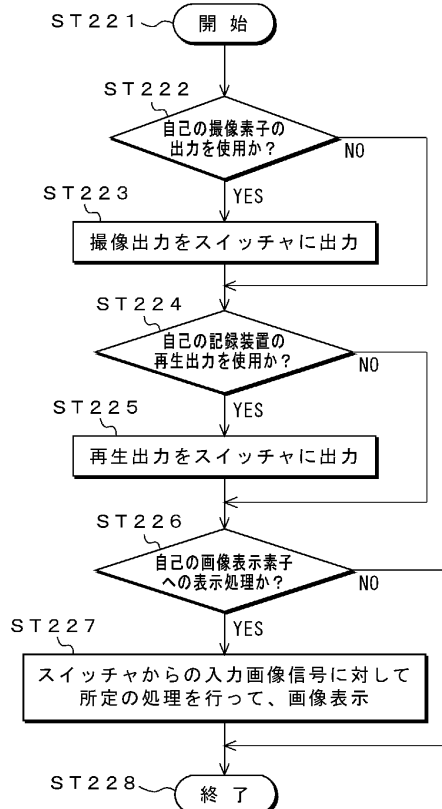 ST221
開始
ST222
自己の撮像素子の
出力を使用か？
NO
YES
ST223
撮像出力をスイッチャに出力
ST224
自己の記録装置の
再生出力を使用か？
NO
YES
ST225
再生出力をスイッチャに出力
ST226
自己の画像表示素子
への表示処理か？
NO
YES
ST227
スイッチャからの入力画像信号に対して
所定の処理を行って、画像表示
ST228
終了